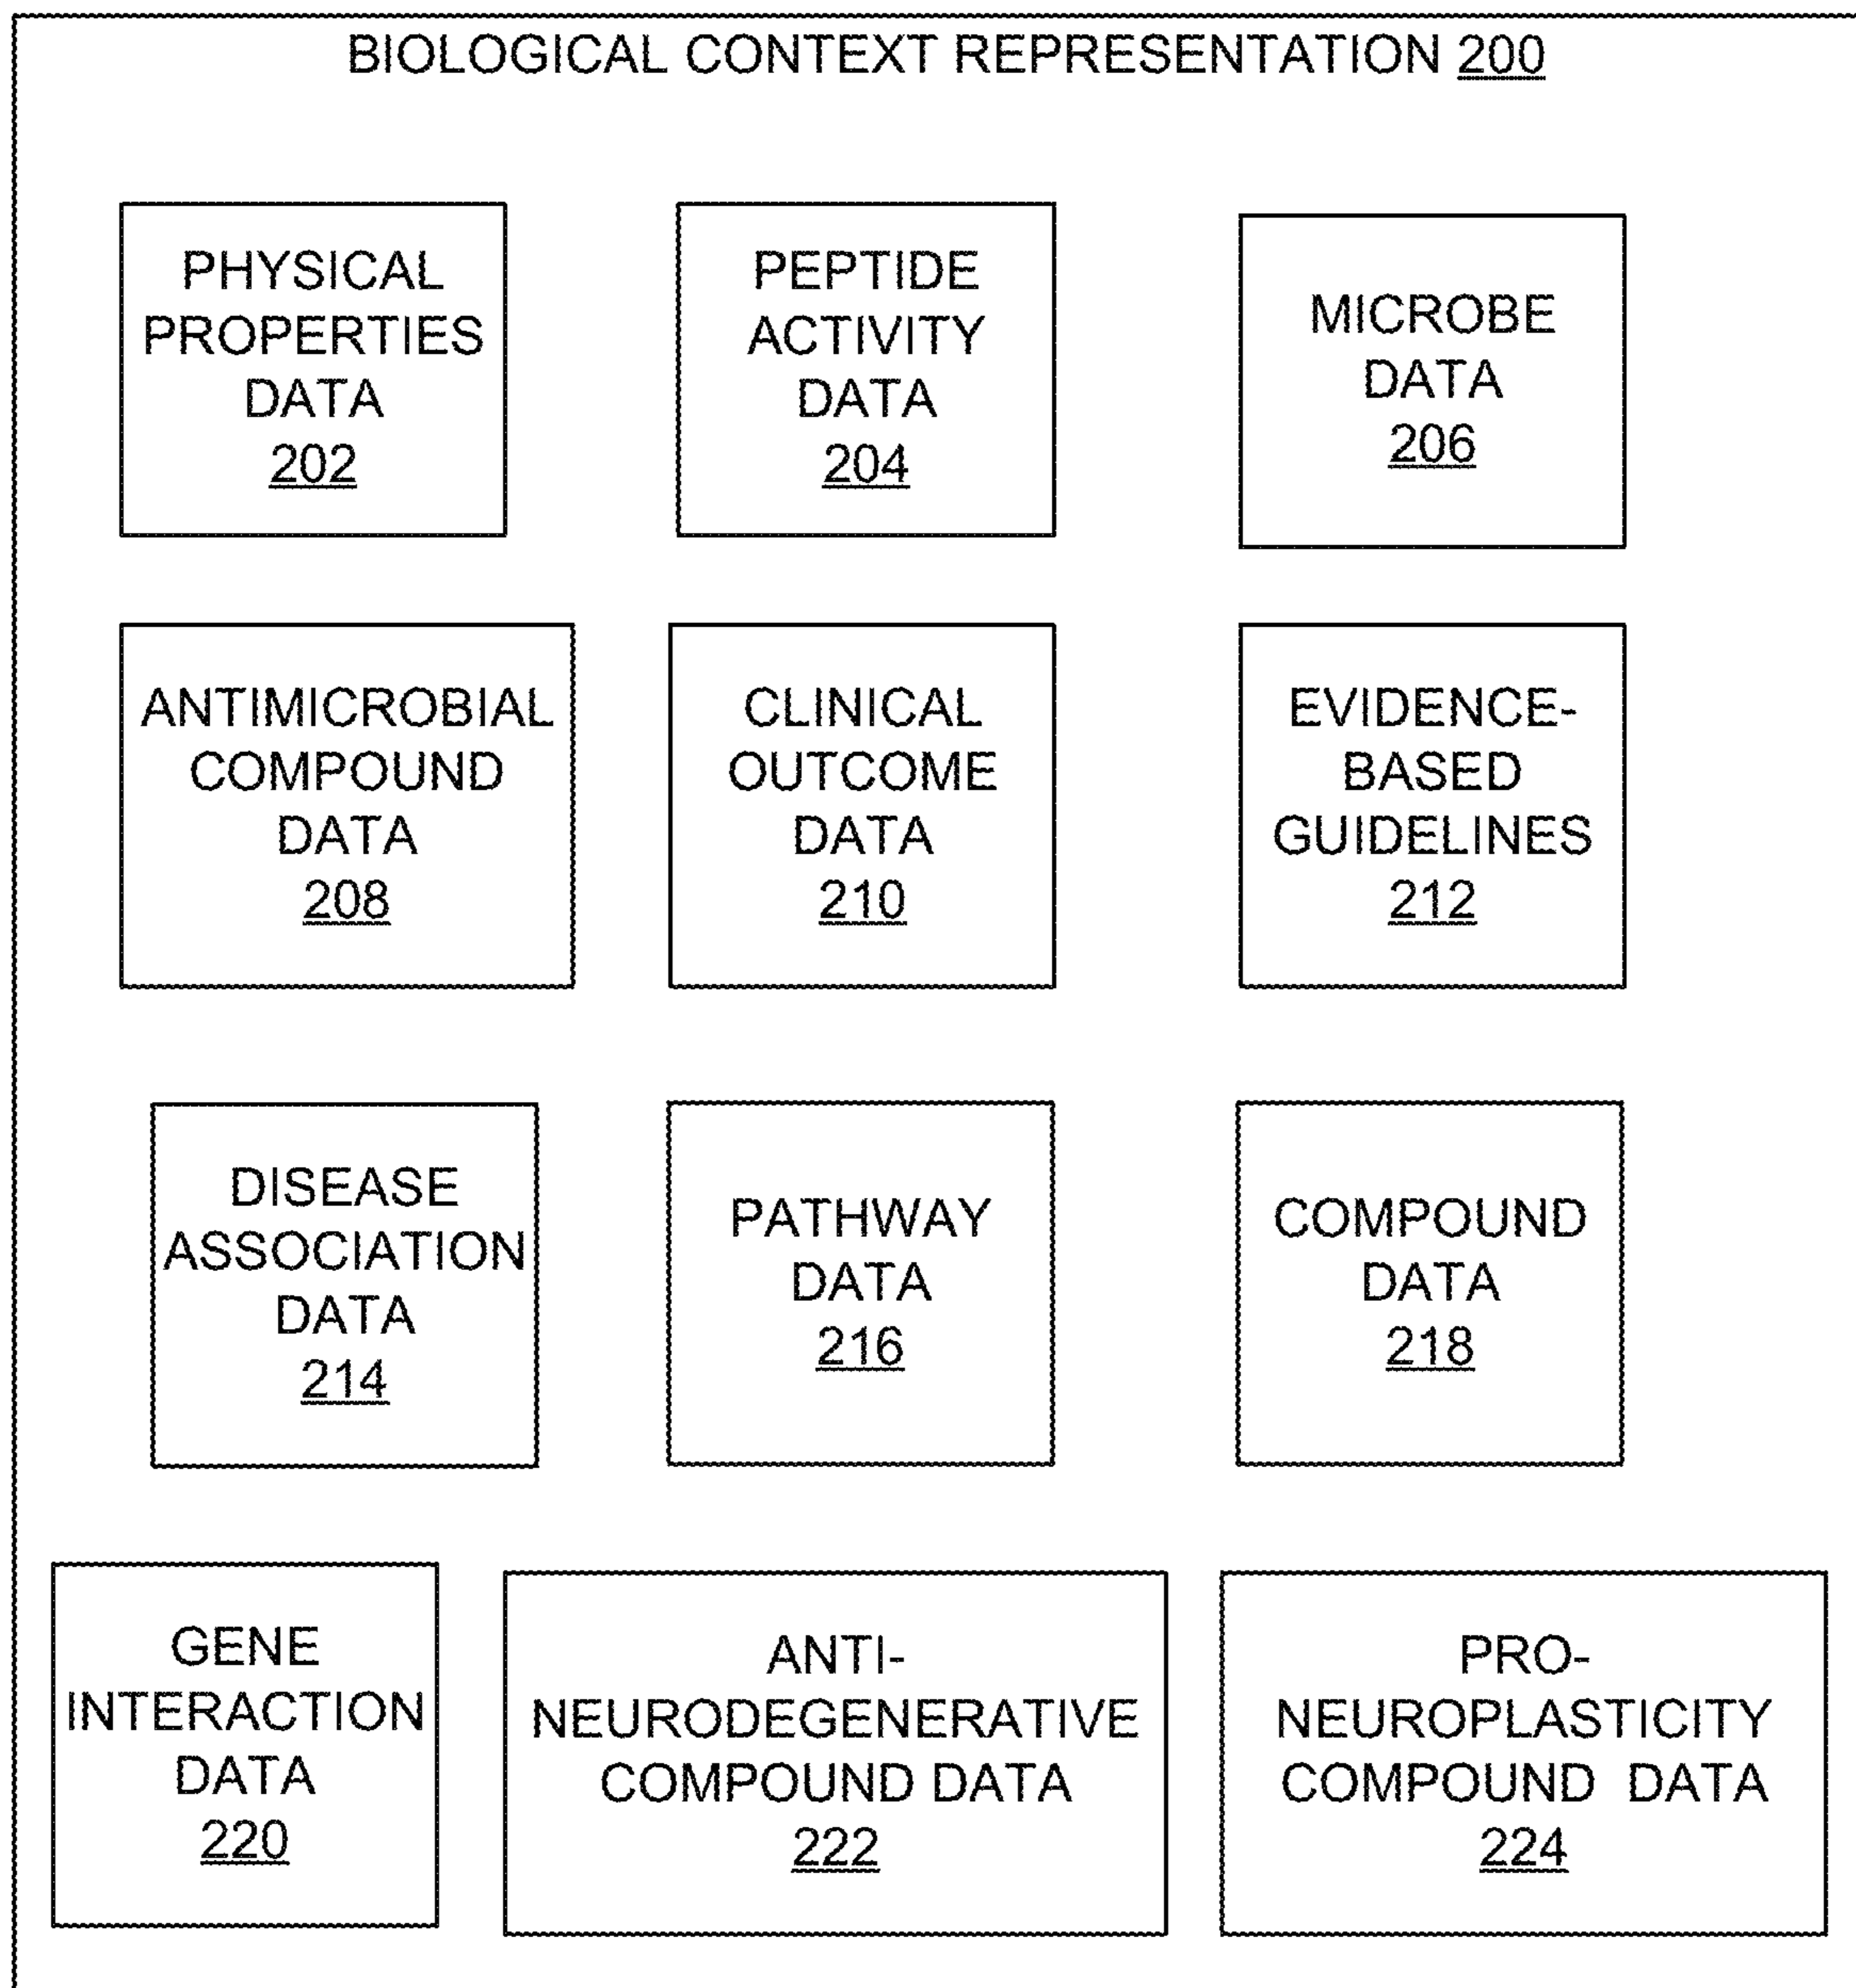 BIOLOGICAL CONTEXT REPRESENTATION 200
PHYSICAL
PROPERTIES
DATA
202
PEPTIDE
ACTIVITY
DATA
204
MICROBE
DATA
206
ANTIMICROBIAL
COMPOUND
DATA
208
CLINICAL
OUTCOME
DATA
210
EVIDENCE-
BASED
GUIDELINES
212
DISEASE
ASSOCIATION
DATA
214
PATHWAY
DATA
216
COMPOUND
DATA
218
GENE
INTERACTION
DATA
220
ANTI-
NEURODEGENERATIVE
COMPOUND DATA
222
PRO-
NEUROPLASTICITY
COMPOUND DATA
224